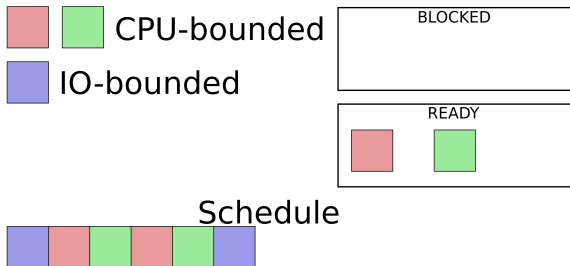 CPU-bounded
IO-bounded
BLOCKED
READY
Schedule